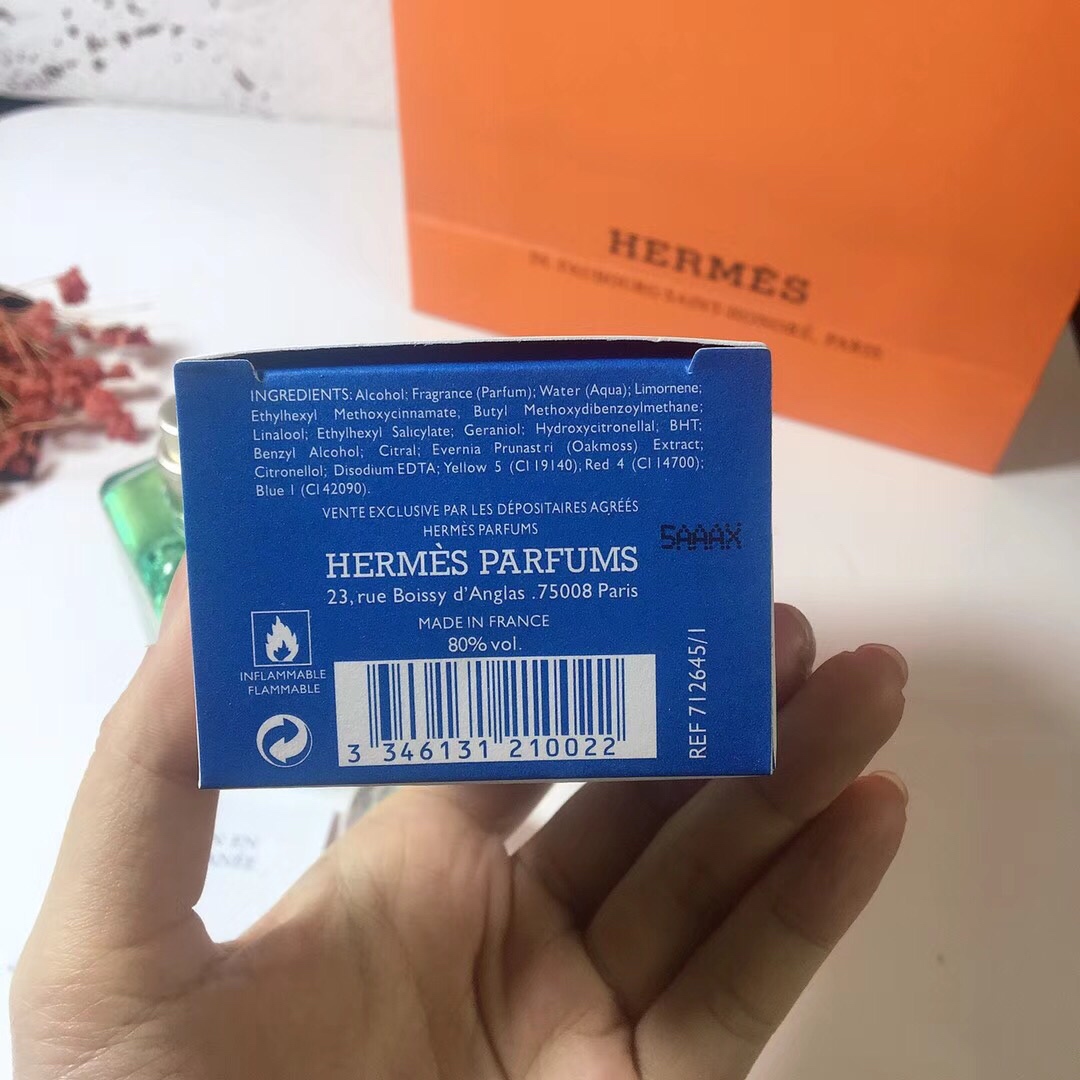 HERMÈS
24, FAUBOURG SAINT-HONORÉ, PARIS
INGREDIENTS: Alcohol; Fragrance (Parfum); Water (Aqua); Limornene;
Ethylhexyl Methoxycinnamate; Butyl Methoxydibenzoylmethane;
Linalool; Ethylhexyl Salicylate; Geraniol; Hydroxycitronellal, BHT;
Benzyl Alcohol; Citral; Evernia Prunastri (Oakmoss) Extract;
Citronellol; Disodium EDTA; Yellow 5 (CI 19140), Red 4 (CI 14700);
Blue 1 (CI 42090).
VENTE EXCLUSIVE PAR LES DÉPOSITAIRES AGRÉÉS
HERMÈS PARFUMS
5AAAX
HERMÈS PARFUMS
23, rue Boissy d'Anglas .75008 Paris
MADE IN FRANCE
80% vol.
INFLAMMABLE
FLAMMABLE
3 346131 210022
REF 712645/1